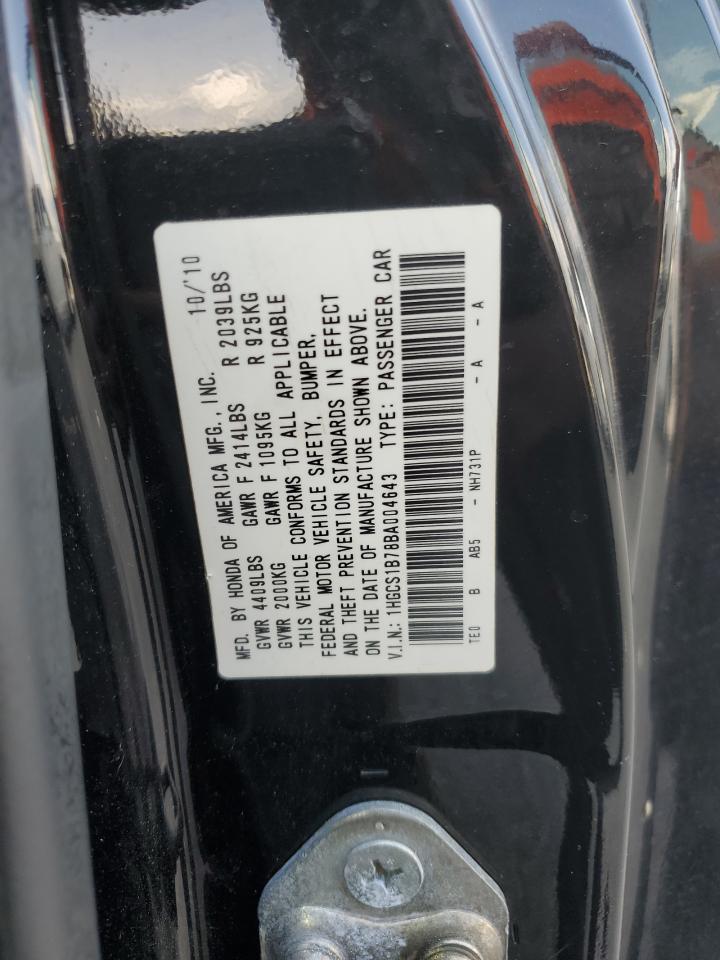 MFD. BY HONDA OF AMERICA MFG., INC. 10/'10
GVWR 4409LBS GAWR F 2414LBS R 2039LBS
GVWR 2000KG GAWR F 1095KG R 925KG
THIS VEHICLE CONFORMS TO ALL APPLICABLE
FEDERAL MOTOR VEHICLE SAFETY, BUMPER,
AND THEFT PREVENTION STANDARDS IN EFFECT
ON THE DATE OF MANUFACTURE SHOWN ABOVE.
V.I.N.: 1HGCS1B78BA004643 TYPE: PASSENGER CAR
TE0 B AB5 - NH731P - A - A